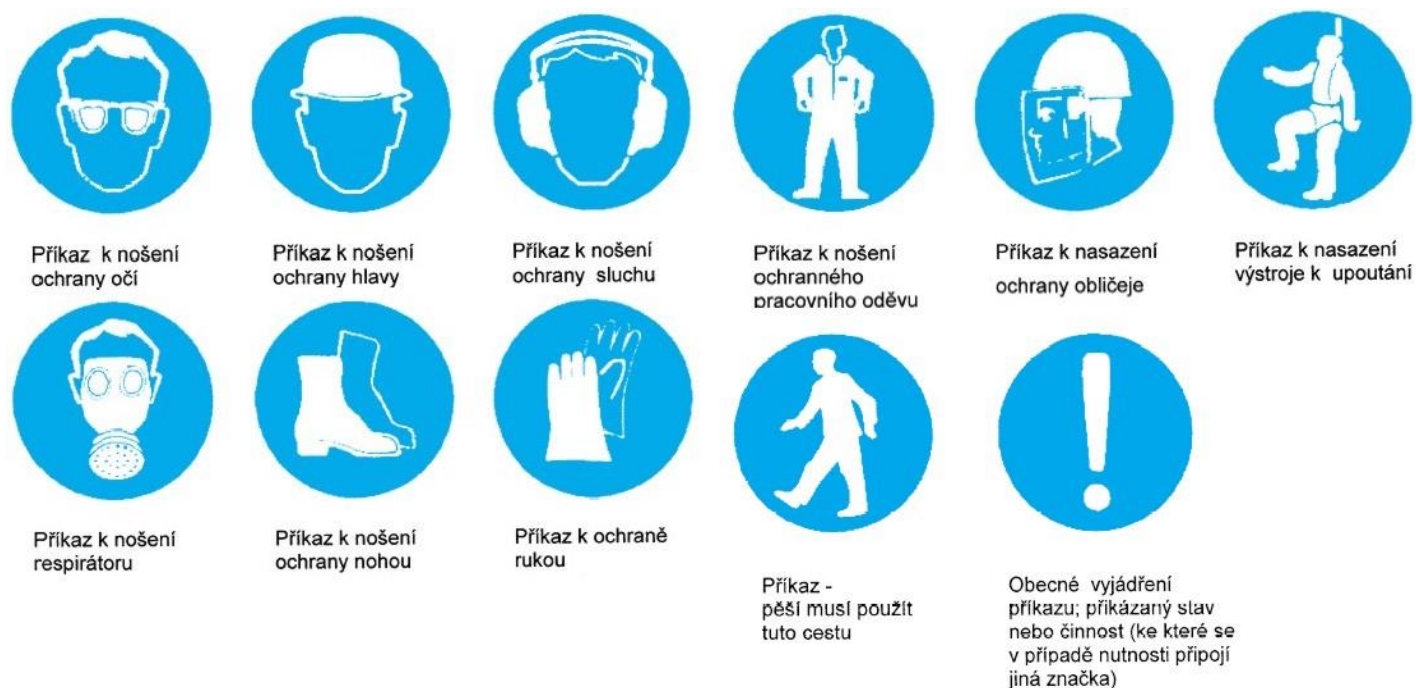 Příkaz k nošení
ochrany očí
Příkaz k nošení
ochrany hlavy
Příkaz k nošení
ochrany sluchu
Příkaz k nošení
ochranného
pracovního oděvu
Příkaz k nasazení
ochrany obličeje
Příkaz k nasazení
výstroje k upoutání
Příkaz k nošení
respirátoru
Příkaz k nošení
ochrany nohou
Příkaz k ochraně
rukou
Příkaz -
pěší musí použít
tuto cestu
Obecné vyjádření
příkazu; přikázaný stav
nebo činnost (ke které se
v případě nutnosti připojí
jiná značka)